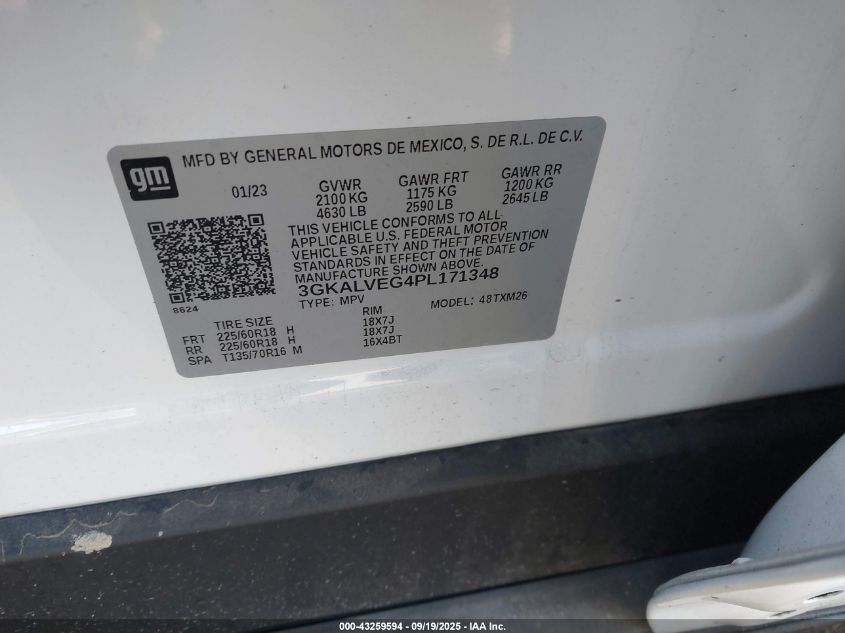 gm
MFD BY GENERAL MOTORS DE MEXICO, S. DE R.L. DE C.V.
01/23 GVWR GAWR FRT GAWR RR
2100 KG 1175 KG 1200 KG
4630 LB 2590 LB 2645 LB
THIS VEHICLE CONFORMS TO ALL
APPLICABLE U.S. FEDERAL MOTOR
VEHICLE SAFETY AND THEFT PREVENTION
STANDARDS IN EFFECT ON THE DATE OF
MANUFACTURE SHOWN ABOVE.
3GKALVEG4PL171348
8624
TYPE: MPV MODEL: 48TXM26
TIRE SIZE RIM
FRT 225/60R18 H 18X7J
RR 225/60R18 H 18X7J
SPA T135/70R16 M 16X4BT
000-43259594 - 09/19/2025 - IAA Inc.